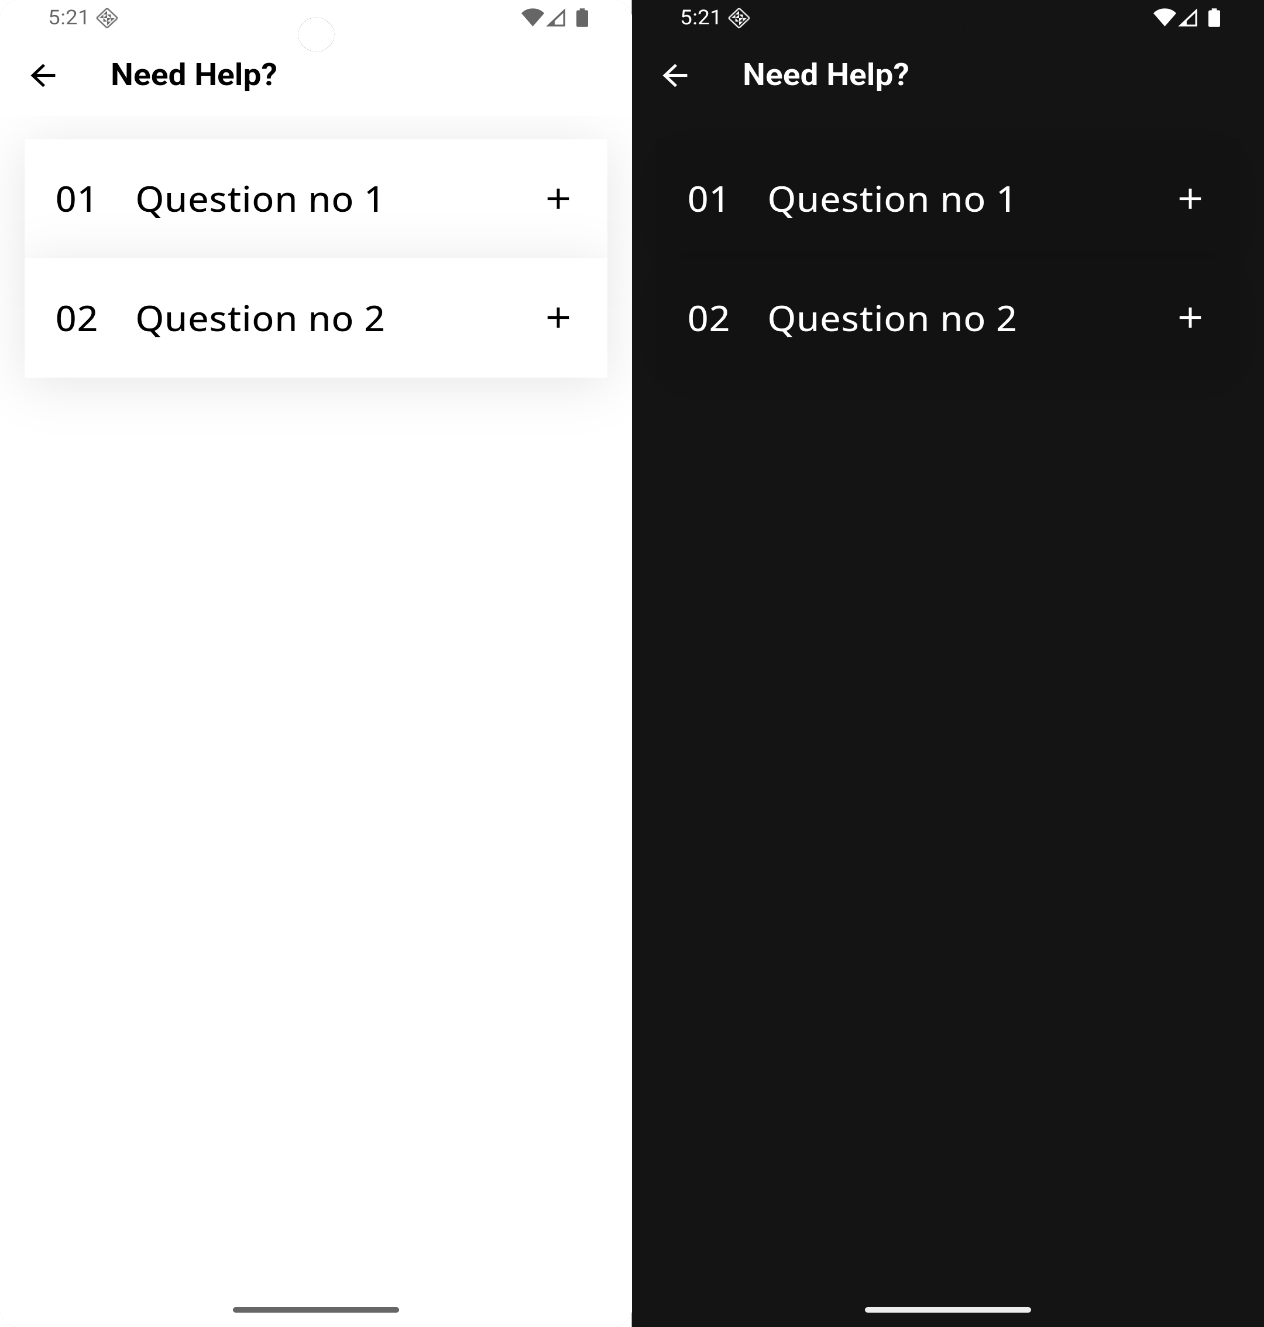 5:21
Need Help?
01 Question no 1 +
02 Question no 2 +
5:21
Need Help?
01 Question no 1 +
02 Question no 2 +